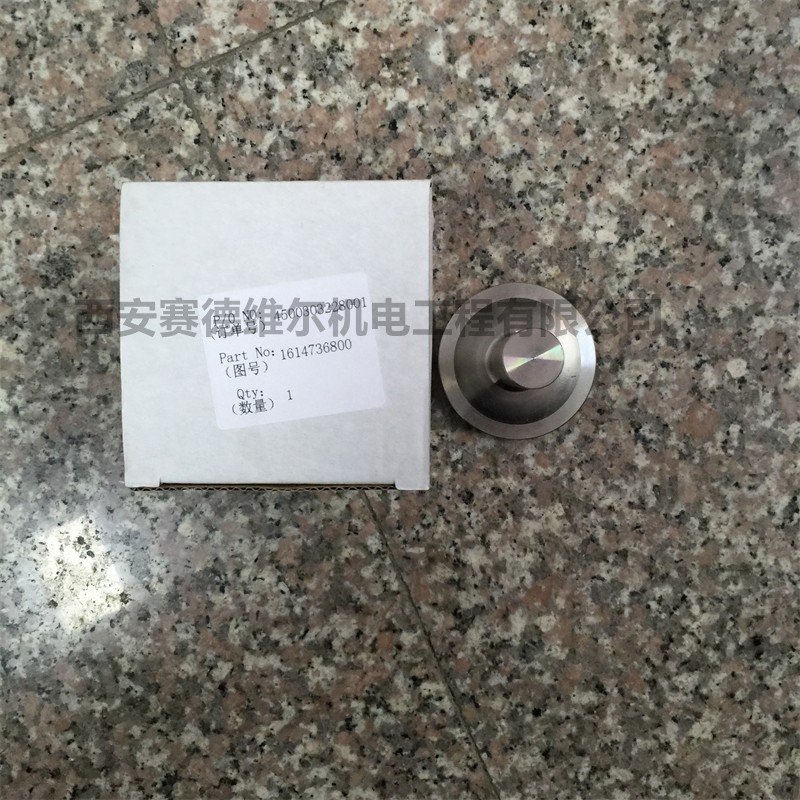 西安赛德维尔机电工程有限公司
P/O NO: 4500303228001
(订单号)
Part No: 1614736800
(图号)
Qty: 1
(数量)